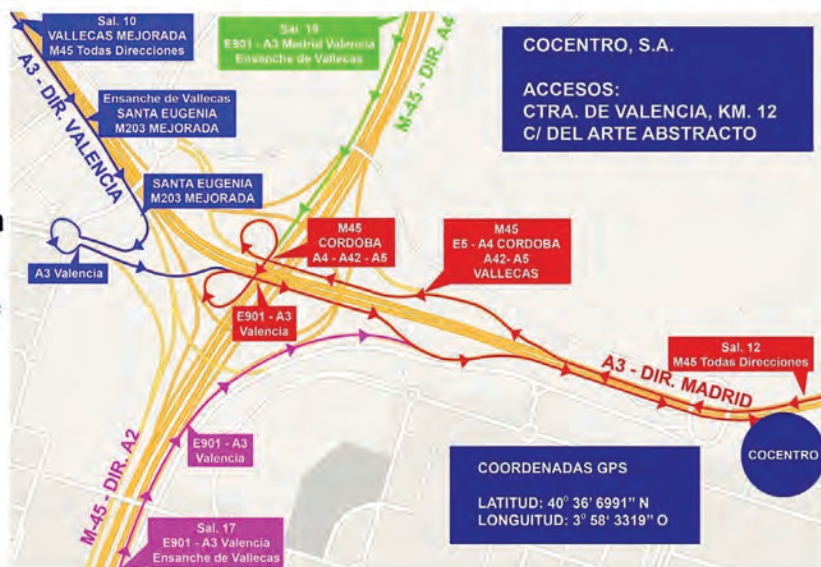 Sal. 10
VALLECAS MEJORADA
M45 Todas Direcciones
A3 - DIR. VALENCIA
Ensanche de Vallecas
SANTA EUGENIA
M203 MEJORADA
SANTA EUGENIA
M203 MEJORADA
A3 Valencia
Sal. 19
E901 - A3 Madrid Valencia
Ensanche de Vallecas
M-45 - DIR. A4
COCENTRO, S.A.
ACCESOS:
CTRA. DE VALENCIA, KM. 12
C/ DEL ARTE ABSTRACTO
M45
CORDOBA
A4 - A42 - A5
M45
E5 - A4 CORDOBA
A42- A5
VALLECAS
E901 - A3
Valencia
Sal. 12
M45 Todas Direcciones
A3 - DIR. MADRID
COCENTRO
E901 - A3
Valencia
M-45 - DIR. A2
Sal. 17
E901 - A3 Valencia
Ensanche de Vallecas
COORDENADAS GPS
LATITUD: 40° 36' 6991” N
LONGUITUD: 3° 58‘ 3319” O